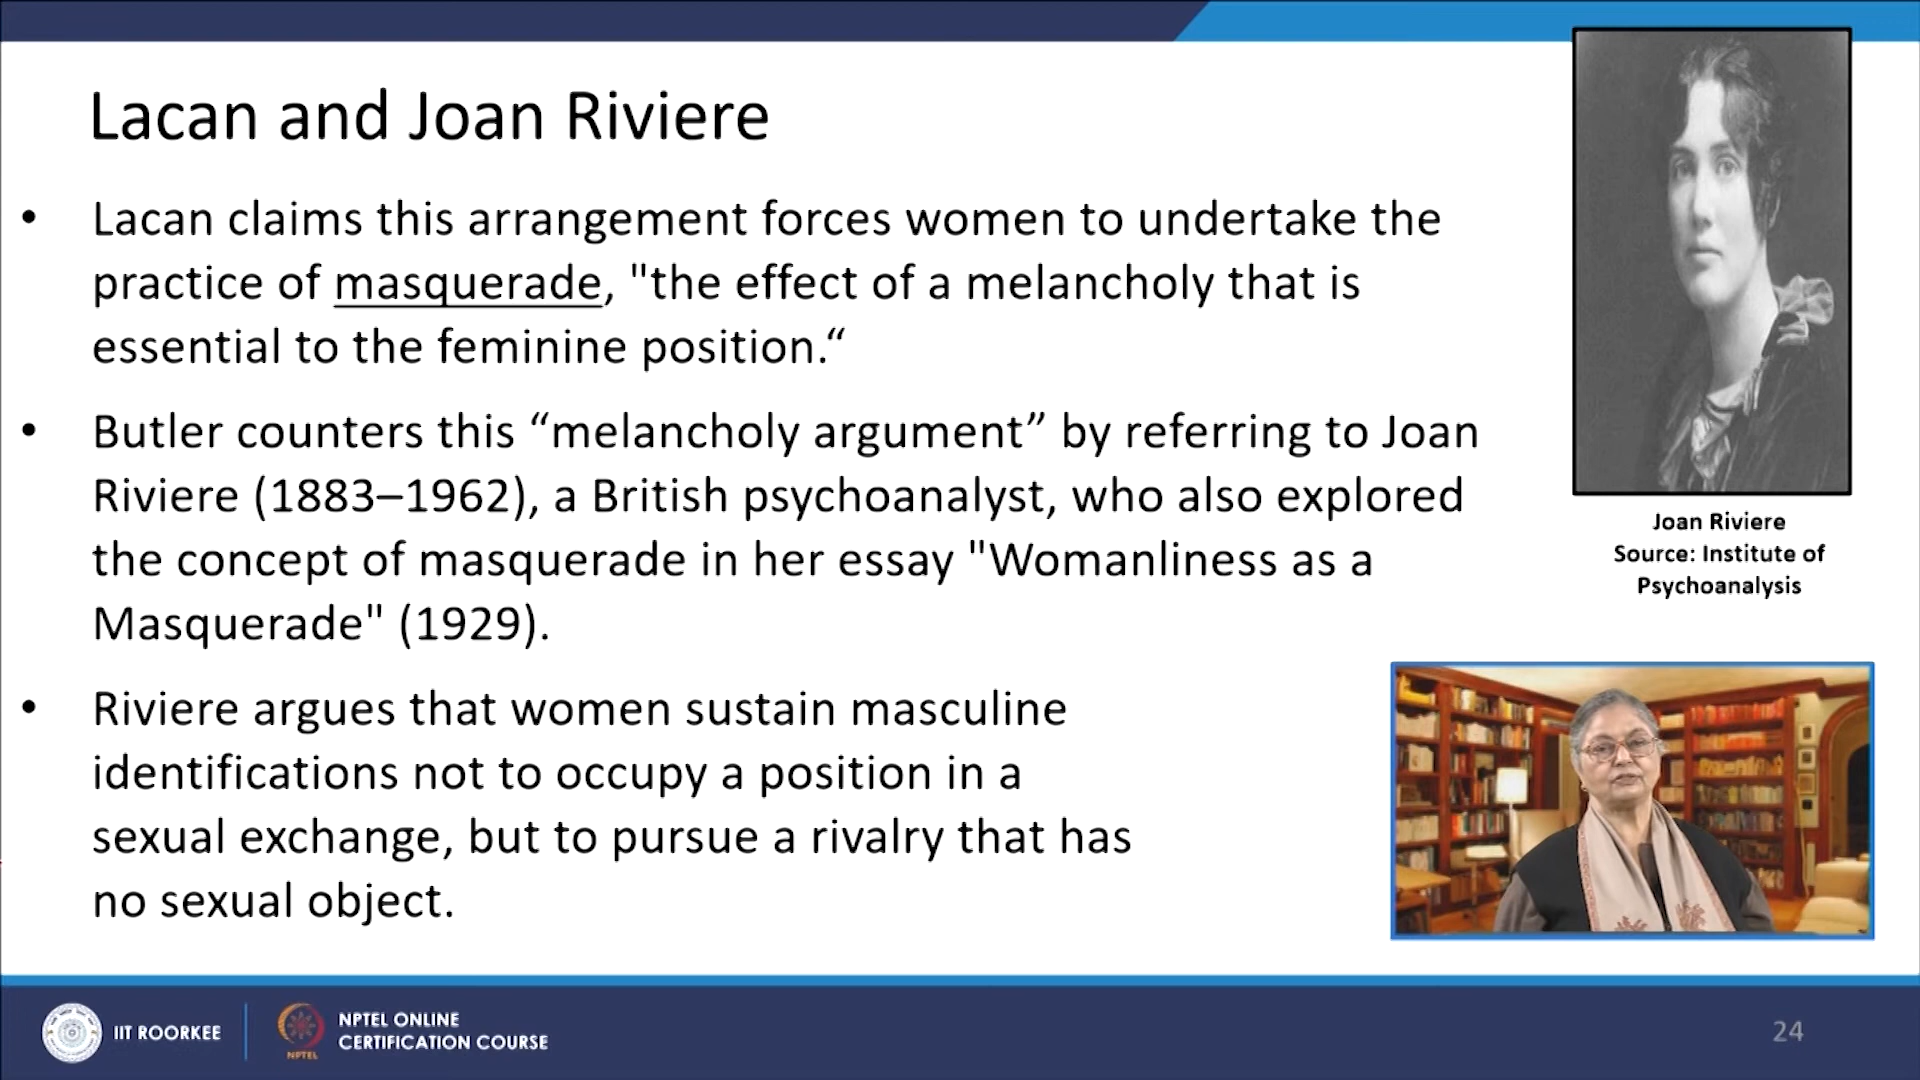 Lacan and Joan Riviere
• Lacan claims this arrangement forces women to undertake the
practice of masquerade, "the effect of a melancholy that is
essential to the feminine position.“
• Butler counters this “melancholy argument” by referring to Joan
Riviere (1883–1962), a British psychoanalyst, who also explored
the concept of masquerade in her essay "Womanliness as a
Masquerade" (1929).
• Riviere argues that women sustain masculine
identifications not to occupy a position in a
sexual exchange, but to pursue a rivalry that has
no sexual object.
Joan Riviere
Source: Institute of
Psychoanalysis
IIT ROORKEE
NPTEL
NPTEL ONLINE
CERTIFICATION COURSE
24